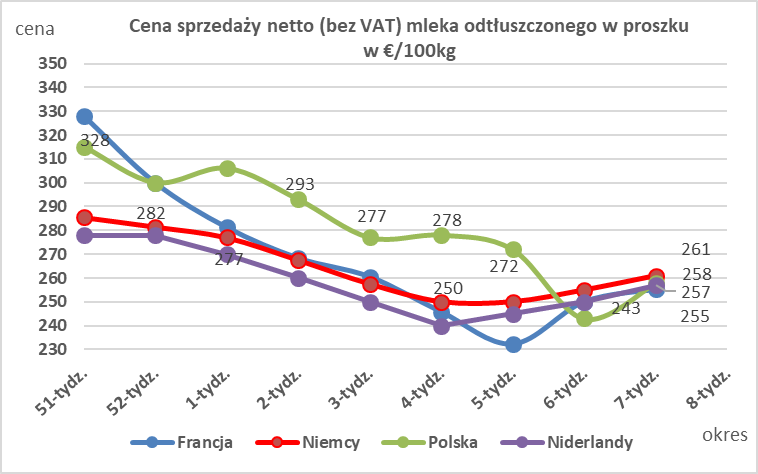 cena
Cena sprzedaży netto (bez VAT) mleka odtłuszczonego w proszku
w €/100kg
350
340
330
320
310
300
290
280
270
260
250
240
230
328
282
277
293
277
278
250
272
243
261
258
257
255
51-tydz.
52-tydz.
1-tydz.
2-tydz.
3-tydz.
4-tydz.
5-tydz.
6-tydz.
7-tydz.
8-tydz.
okres
Francja Niemcy Polska Niderlandy